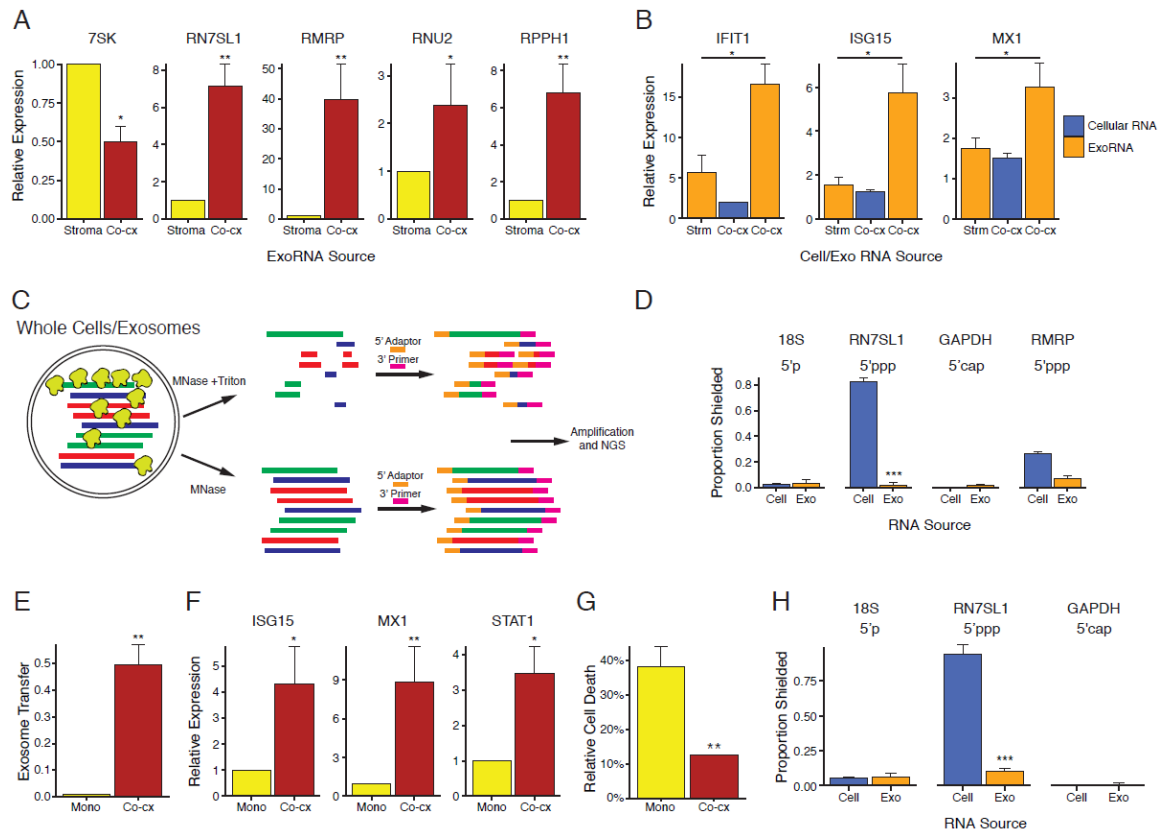 A
7SK RN7SL1 RMRP RNU2 RPPH1
Relative Expression
1.00 0.75 0.50 0.25 0.00
*
8 6 4 2 0
**
50 40 30 20 10 0
**
3 2 1 0
*
8 6 4 2 0
**
Stroma Co-cx Stroma Co-cx Stroma Co-cx Stroma Co-cx Stroma Co-cx
ExoRNA Source
B
IFIT1 ISG15 MX1
Relative Expression
15 10 5 0
*
6 4 2 0
*
3 2 1 0
*
Strm Co-cx Co-cx Strm Co-cx Co-cx Strm Co-cx Co-cx
Cell/Exo RNA Source
Cellular RNA
ExoRNA
C
Whole Cells/Exosomes
MNase +Triton
5' Adaptor
3' Primer
MNase
5' Adaptor
3' Primer
Amplification
and NGS
D
18S RN7SL1 GAPDH RMRP
5'p 5'ppp 5'cap 5'ppp
Proportion Shielded
0.8 0.6 0.4 0.2 0.0
***
Cell Exo Cell Exo Cell Exo Cell Exo
RNA Source
E
Exosome Transfer
0.5 0.4 0.3 0.2 0.1 0.0
**
Mono Co-cx
F
ISG15 MX1 STAT1
Relative Expression
5 4 3 2 1 0
*
9 6 3 0
**
4 3 2 1 0
*
Mono Co-cx Mono Co-cx Mono Co-cx
G
Relative Cell Death
40% 30% 20% 10% 0%
**
Mono Co-cx
H
18S RN7SL1 GAPDH
5'p 5'ppp 5'cap
Proportion Shielded
0.75 0.50 0.25 0.00
***
Cell Exo Cell Exo Cell Exo
RNA Source